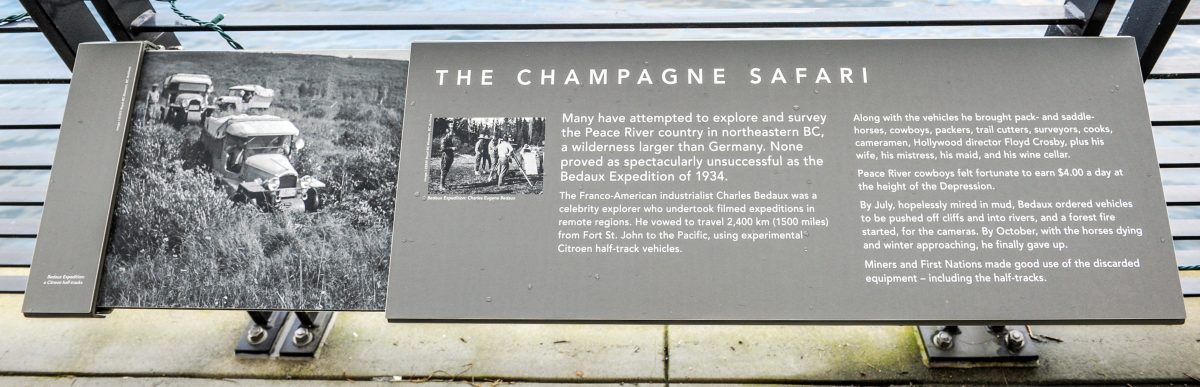 THE CHAMPAGNE SAFARI
Many have attempted to explore and survey
the Peace River country in northeastern BC,
a wilderness larger than Germany. None
proved as spectacularly unsuccessful as the
Bedaux Expedition of 1934.
The Franco-American industrialist Charles Bedaux was a
celebrity explorer who undertook filmed expeditions in
remote regions. He vowed to travel 2,400 km (1500 miles)
from Fort St. John to the Pacific, using experimental
Citroen half-track vehicles.
Along with the vehicles he brought pack- and saddle-
horses, cowboys, packers, trail cutters, surveyors, cooks,
cameramen, Hollywood director Floyd Crosby, plus his
wife, his mistress, his maid, and his wine cellar.
Peace River cowboys felt fortunate to earn $4.00 a day at
the height of the Depression.
By July, hopelessly mired in mud, Bedaux ordered vehicles
to be pushed off cliffs and into rivers, and a forest fire
started, for the cameras. By October, with the horses dying
and winter approaching, he finally gave up.
Miners and First Nations made good use of the discarded
equipment – including the half-tracks.
Bedaux Expedition: Charles Eugene Bedaux
Bedaux Expedition:
a Citroen half-tracks